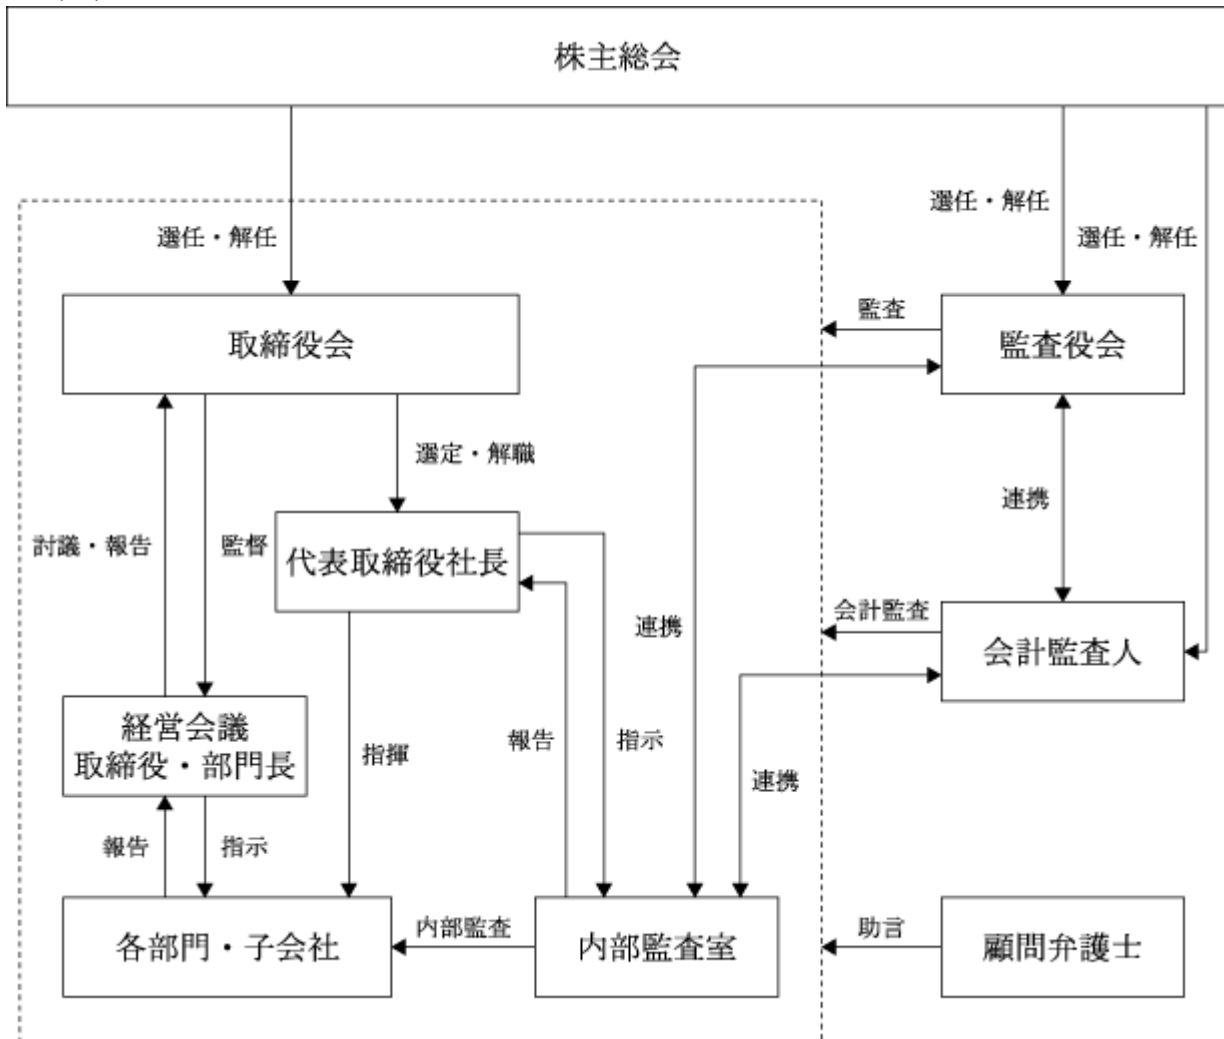 株主総会
選任・解任
選任・解任
選任・解任
取締役会
監査
監査役会
選定・解職
連携
討議・報告
監督
代表取締役社長
連携
会計監査
会計監査人
経営会議
取締役・部門長
指揮
報告
指示
連携
報告
指示
各部門・子会社
内部監査
内部監査室
助言
顧問弁護士